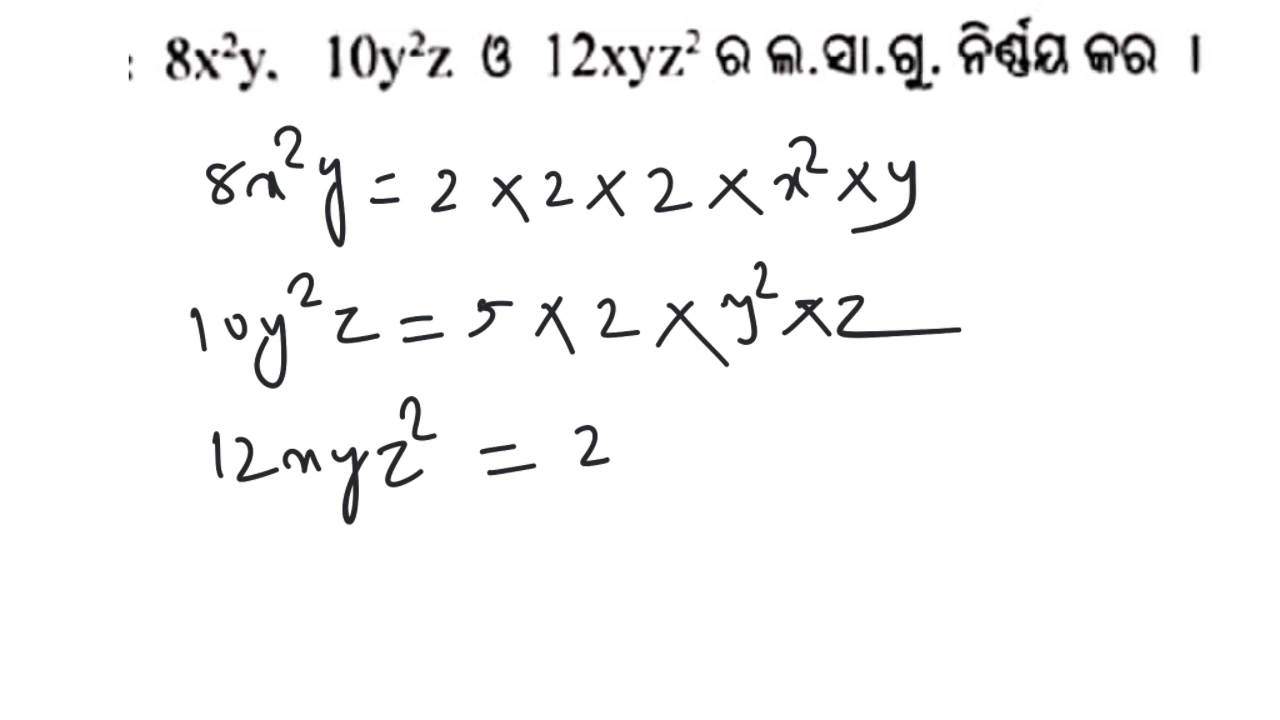 : 8x²y. 10y²z ଓ 12xyz² ର ଲ.ସା.ଗୁ. ନିର୍ଣ୍ଣୟ କର ।
8x²y = 2 × 2 × 2 × x² × y
10y²z = 5 × 2 × y² × z
12xyz² = 2